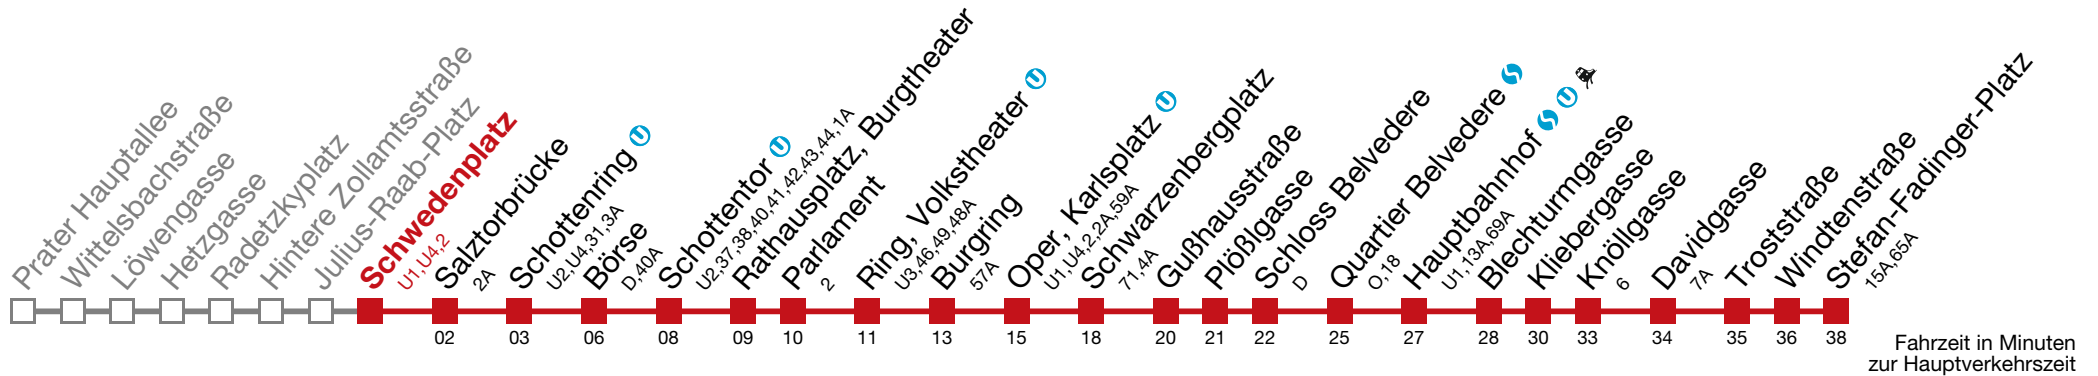 Prater Hauptallee
Wittelsbachstraße
Löwengasse
Hetzgasse
Radetzkyplatz
Hintere Zollamtsstraße
Julius-Raab-Platz
Schwedenplatz
U1,U4,2
Salztorbrücke
2A
Schottenring U
U2,U4,31,3A
Börse
D,40A
Schottentor U
U2,37,38,40,41,42,43,44,1A
Rathausplatz, Burgtheater
Parlament
2
Ring, Volkstheater U
U3,46,49,48A
Burgring
57A
Oper, Karlsplatz U
U1,U4,2,2A,59A
Schwarzenbergplatz
71,4A
Gußhausstraße
Plößlgasse
Schloss Belvedere
D
Quartier Belvedere S
O,18
Hauptbahnhof S U
U1,13A,69A
Blechturmgasse
Kliebergasse
Knöllgasse
6
Davidgasse
7A
Troststraße
Windtenstraße
Stefan-Fadinger-Platz
15A,65A
02 03 06 08 09 10 11 13 15 18 20 21 22 25 27 28 30 33 34 35 36 38
Fahrzeit in Minuten
zur Hauptverkehrszeit